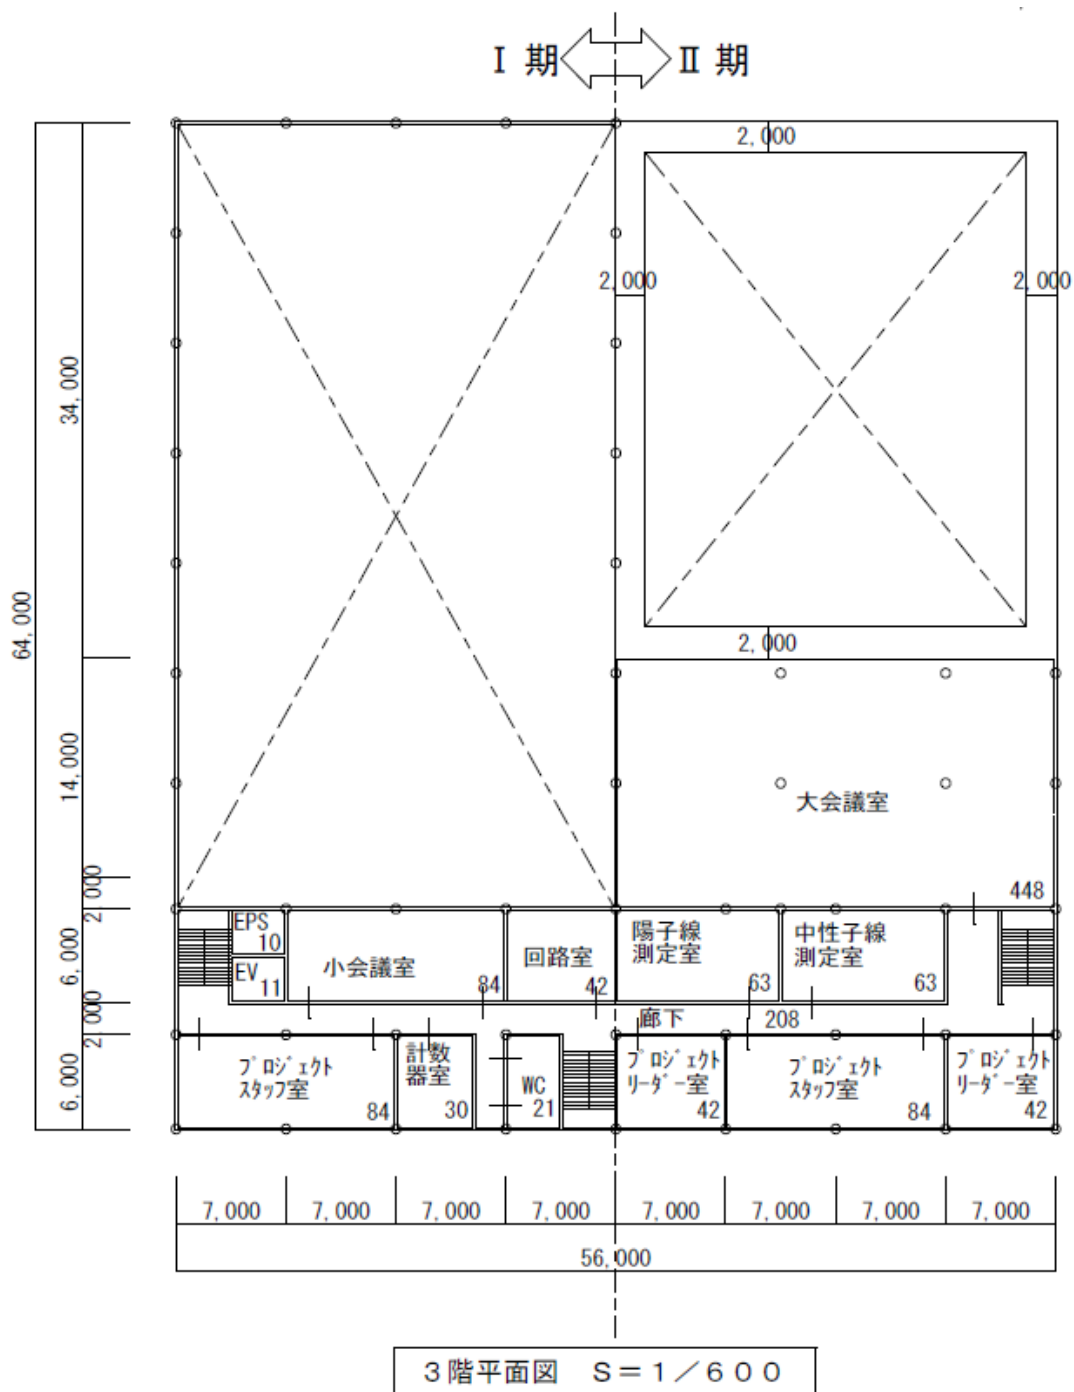 Ⅰ 期
Ⅱ 期
2,000
2,000
2,000
34,000
64,000
2,000
14,000
大会議室
448
2,000
EPS
10
EV
11
小会議室
84
回路室
42
陽子線
測定室
63
中性子線
測定室
63
6,000
2,000
廊下
208
プロジェクト
スタッフ室
84
計数
器室
30
WC
21
プロジェクト
リーダー室
42
プロジェクト
スタッフ室
84
プロジェクト
リーダー室
42
6,000
7,000
7,000
7,000
7,000
7,000
7,000
7,000
7,000
56,000
3階平面図 S=1/600